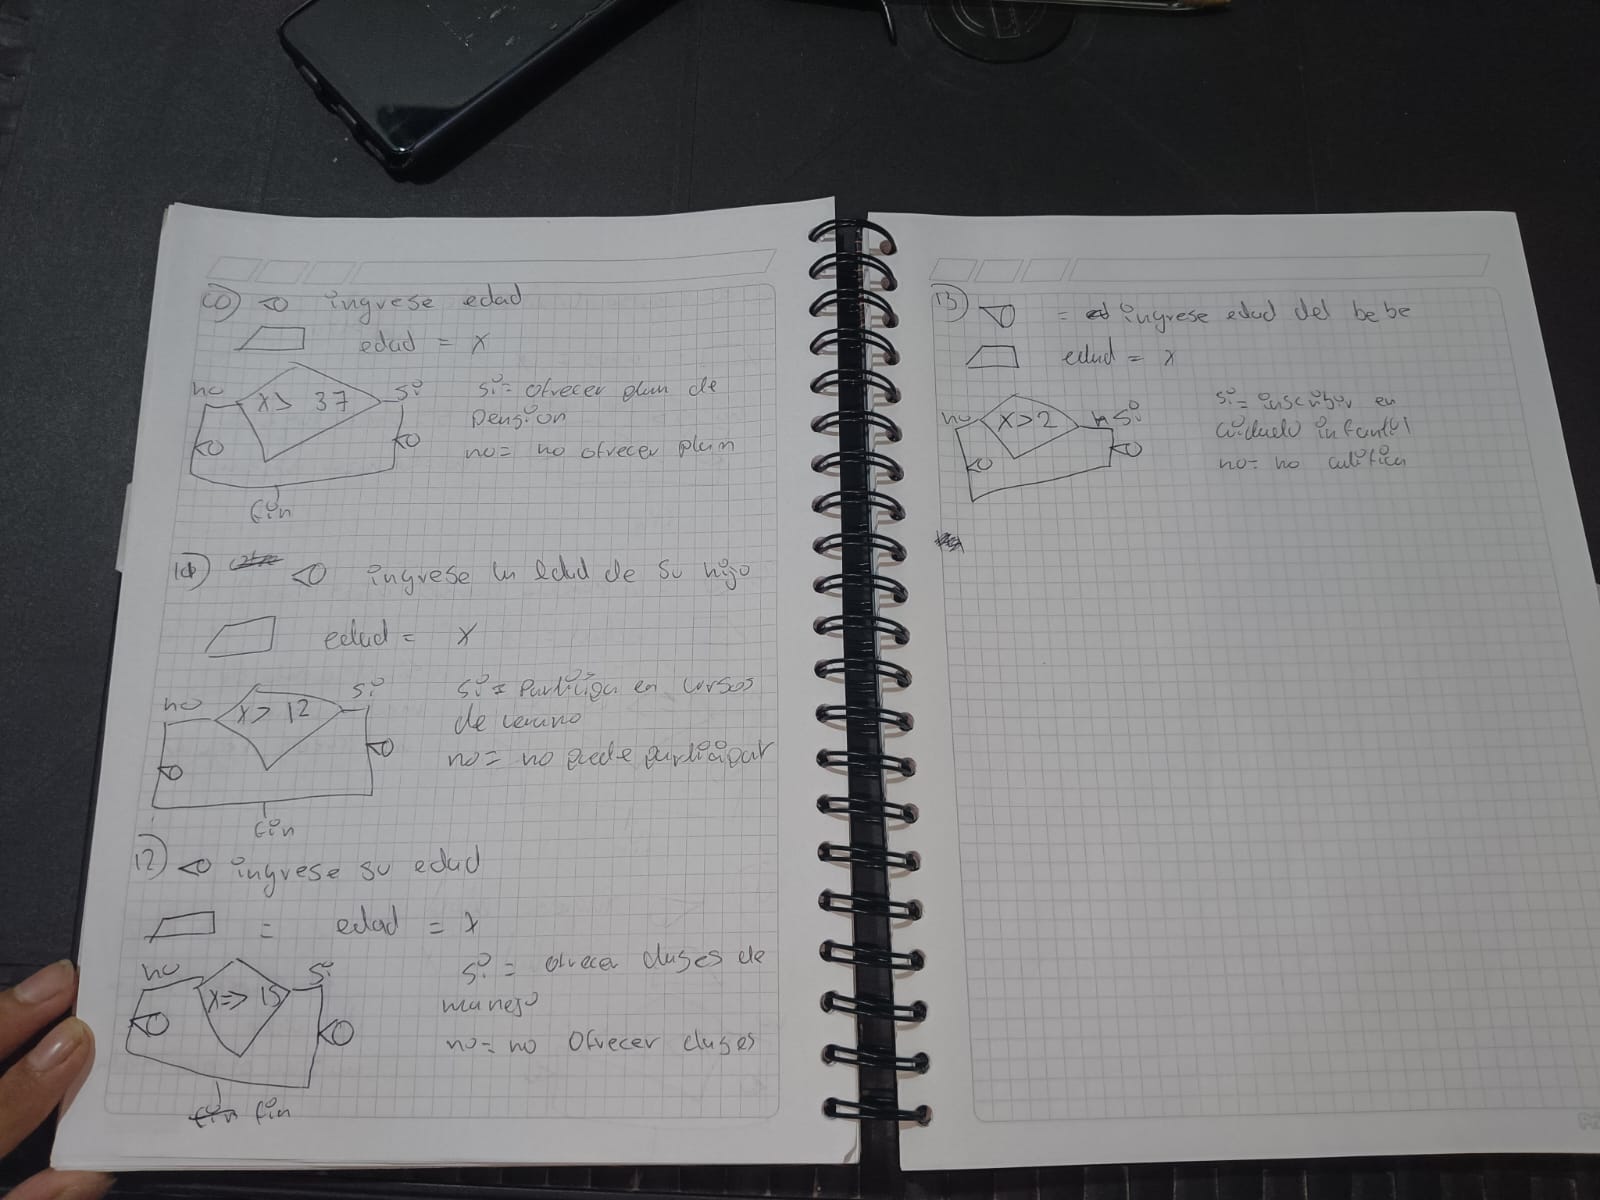 10) ingrese edad
edad = x
no x > 37 si
si = ofrecer plan de
pension
no = no ofrecer plan
fin
ingrese la edad de su hijo
edad = x
no x > 12 si
si = participa en cursos
de verano
no = no puede participar
fin
12) ingrese su edad
= edad = x
no x => 15 si
si = ofrecer clases de
manejo
no = no ofrecer clases
fin fin
13) = ingrese edad del bebe
edad = x
no x > 2 si
si = inscribir en
cuidado infantil
no = no califica